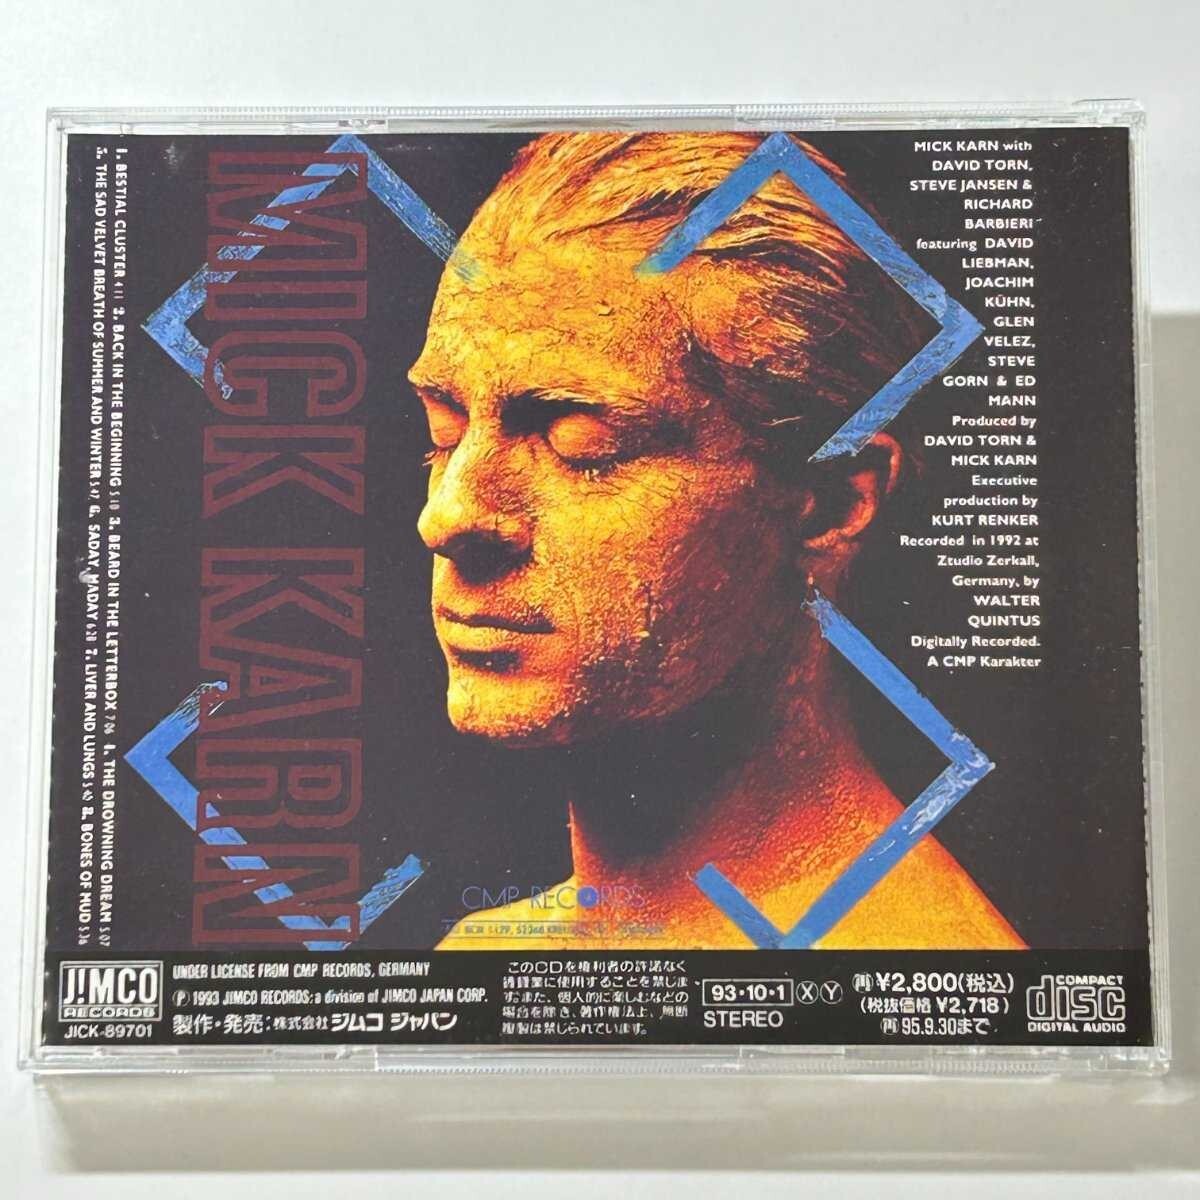 1. BESTIAL CLUSTER 4 11 2. BACK IN THE BEGINNING 5 10 3. BEARD IN THE LETTERBOX 7 06 4. THE DROWNING DREAM 5 07
5. THE SAD VELVET BREATH OF SUMMER AND WINTER 5 47 6. SADAY, MADAY 6 20 7. LIVER AND LUNGS 5 40 8. BONES OF MUD 5 36
MICK KARN
MICK KARN with
DAVID TORN,
STEVE JANSEN &
RICHARD
BARBIERI
featuring DAVID
LIEBMAN,
JOACHIM
KÜHN,
GLEN
VELEZ,
STEVE
GORN & ED
MANN
Produced by
DAVID TORN &
MICK KARN
Executive
production by
KURT RENKER
Recorded in 1992 at
Ztudio Zerkall,
Germany, by
WALTER
QUINTUS
Digitally Recorded.
A CMP Karakter
CMP RECORDS
JIMCO
RECORDS
JICK-89701
UNDER LICENSE FROM CMP RECORDS, GERMANY
Ⓟ 1993 JIMCO RECORDS: a division of JIMCO JAPAN CORP.
製作・発売：株式会社 ジムコ ジャパン
このCDを権利者の許諾なく
賃貸業に使用することを禁じま
す。また、個人的に楽しむなどの
場合を除き、著作権法上、無断
複製は禁じられています。
93・10・1 X Y
STEREO
再 ¥2,800(税込)
(税抜価格 ¥2,718)
再 95.9.30まで
COMPACT
disc
DIGITAL AUDIO